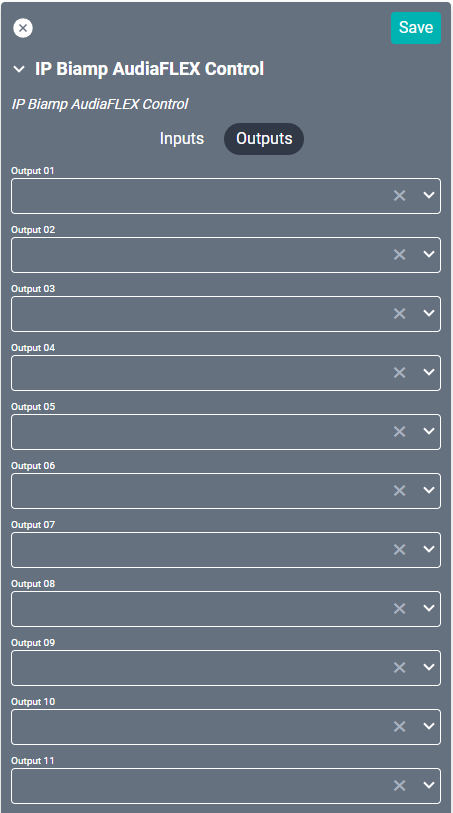 Save
IP Biamp AudiaFLEX Control
IP Biamp AudiaFLEX Control
Inputs Outputs
Output 01
Output 02
Output 03
Output 04
Output 05
Output 06
Output 07
Output 08
Output 09
Output 10
Output 11